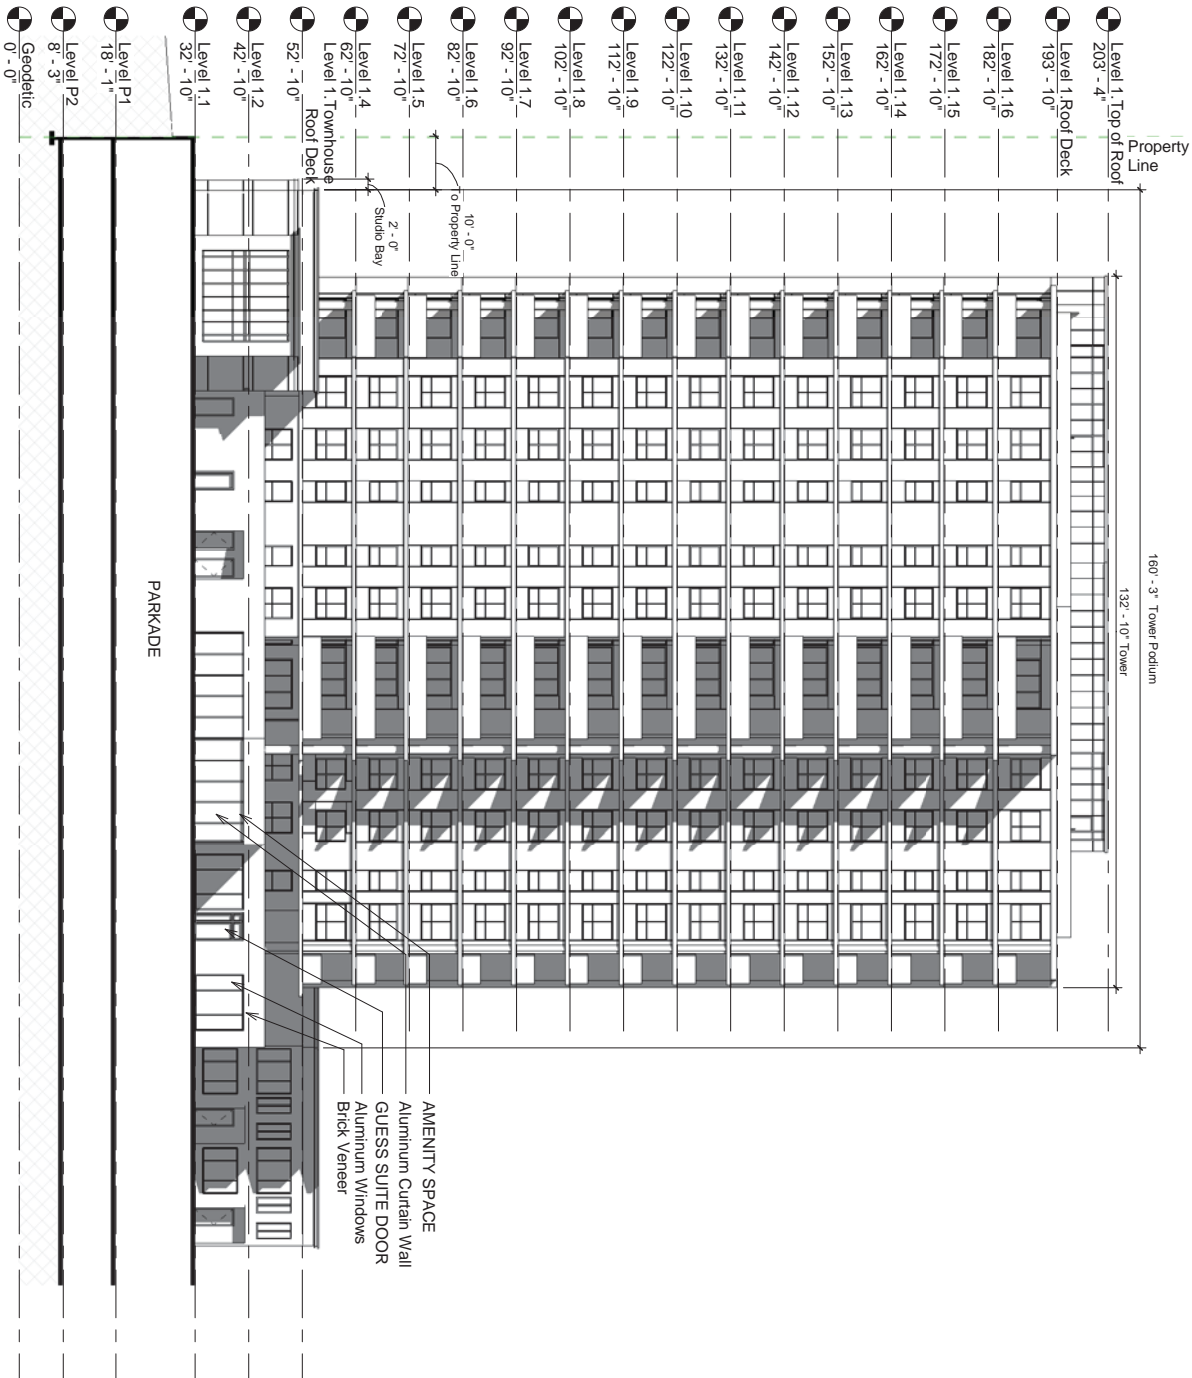 Level 1.Top of Roof
203' - 4"
Level 1.Roof Deck
193' - 10"
Level 1.16
182' - 10"
Level 1.15
172' - 10"
Level 1.14
162' - 10"
Level 1.13
152' - 10"
Level 1.12
142' - 10"
Level 1.11
132' - 10"
Level 1.10
122' - 10"
Level 1.9
112' - 10"
Level 1.8
102' - 10"
Level 1.7
92' - 10"
Level 1.6
82' - 10"
Level 1.5
72' - 10"
Level 1.4
62' - 10"
Level 1.Townhouse
Roof Deck
52' - 10"
Level 1.2
42' - 10"
Level 1.1
32' - 10"
Level P1
18' - 1"
Level P2
8' - 3"
Geodetic
0' - 0"
Property
Line
10' - 0"
To Property Line
2' - 0"
Studio Bay
160' - 3" Tower Podium
132' - 10" Tower
PARKADE
AMENITY SPACE
Aluminum Curtain Wall
GUESS SUITE DOOR
Aluminum Windows
Brick Veneer